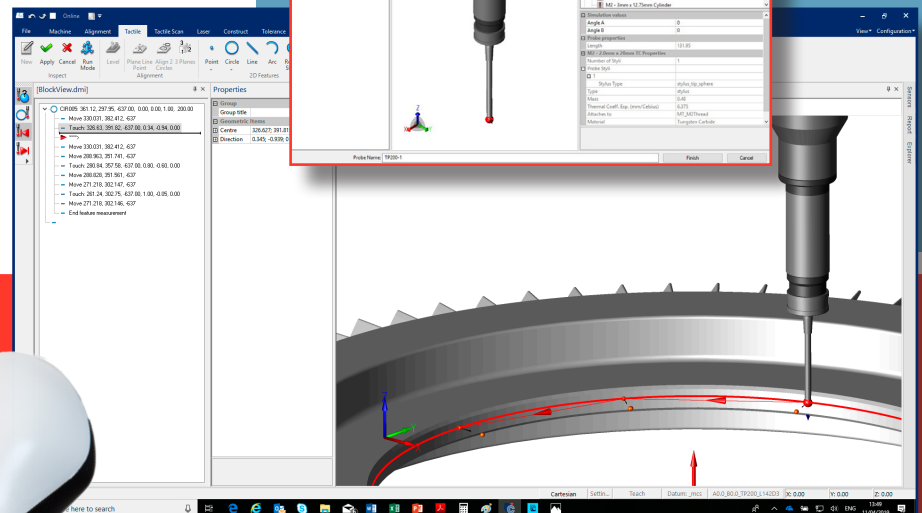 M2 - 3mm x 12.75mm Cylinder
Simulation values
Angle A 0
Angle B 0
Probe properties
Length 101.85
M2 - 2.0mm x 20mm TC Properties
Number of Styli 1
Probe Styli
1
Stylus Type stylus_tip_sphere
Type stylus
Mass 0.45
Thermal Coeff. Exp. (mm/Celsius)
Attaches to MT_M2Thread
Material Tungsten Carbide
Z
Probe Name: TP200-1 Finish Cancel
Online
File Machine Alignment Tactile Tactile Scan Laser Construct Tolerance View Configuration
New Apply Cancel Run Mode Level Plane Line Point Align 2 Circles 3 Planes Point Circle Line Arc
Inspect Alignment 2D Features
[BlockView.dmi]
CIR005: 361.12, 297.95, -637.00, 0.00, 0.00, 1.00, 200.00
Move 330.031, 382.412, -637
Touch: 326.63, 391.82, -637.00, 0.34, -0.94, 0.00
Move 330.031, 382.412, -637
Move 288.963, 351.741, -637
Touch: 280.84, 357.58, -637.00, 0.80, -0.60, 0.00
Move 288.828, 351.561, -637
Move 271.218, 302.147, -637
Touch: 261.24, 302.75, -637.00, 1.00, -0.05, 0.00
Move 271.218, 302.146, -637
End feature measurement
Properties
Group
Group title
Geometric Items
Centre 326.627; 391.81
Direction 0.345; -0.939; 0
Sensors
Report
Explorer
Z
Y
Cartesian Settin... Teach Datum: _mcs A0.0_B0.0_TP200_L142D3 X: 0.00 Y: 0.00 Z: 0.00
here to search
ENG
13:49
11/04/2019